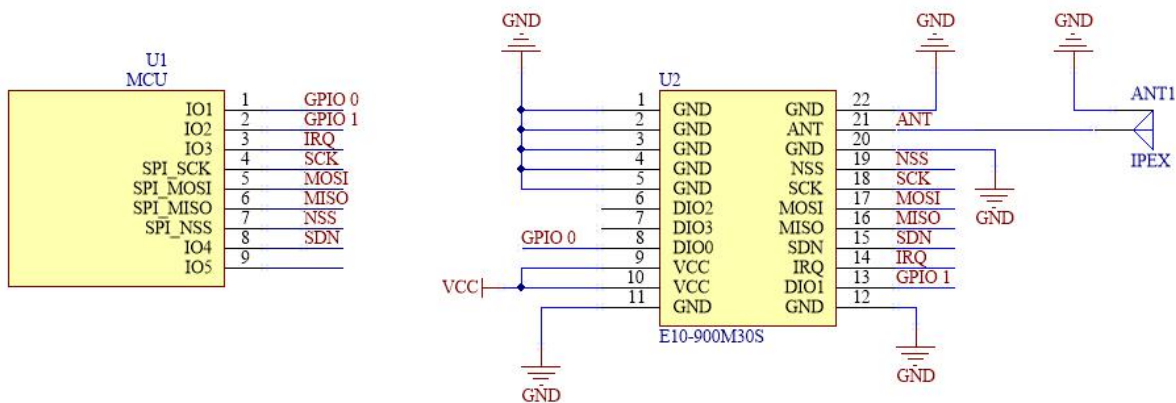 GND
GND
GND
U1
MCU
IO1 1 GPIO 0
IO2 2 GPIO 1
IO3 3 IRQ
SPI_SCK 4 SCK
SPI_MOSI 5 MOSI
SPI_MISO 6 MISO
SPI_NSS 7 NSS
IO4 8 SDN
IO5 9
U2
1 GND GND 22
2 GND ANT 21 ANT
3 GND GND 20
4 GND NSS 19 NSS
5 GND SCK 18 SCK
6 DIO2 MOSI 17 MOSI
7 DIO3 MISO 16 MISO
GPIO 0 8 DIO0 SDN 15 SDN
9 VCC IRQ 14 IRQ
VCC 10 VCC DIO1 13 GPIO 1
11 GND GND 12
E10-900M30S
GND
GND
GND
ANT1
IPEX